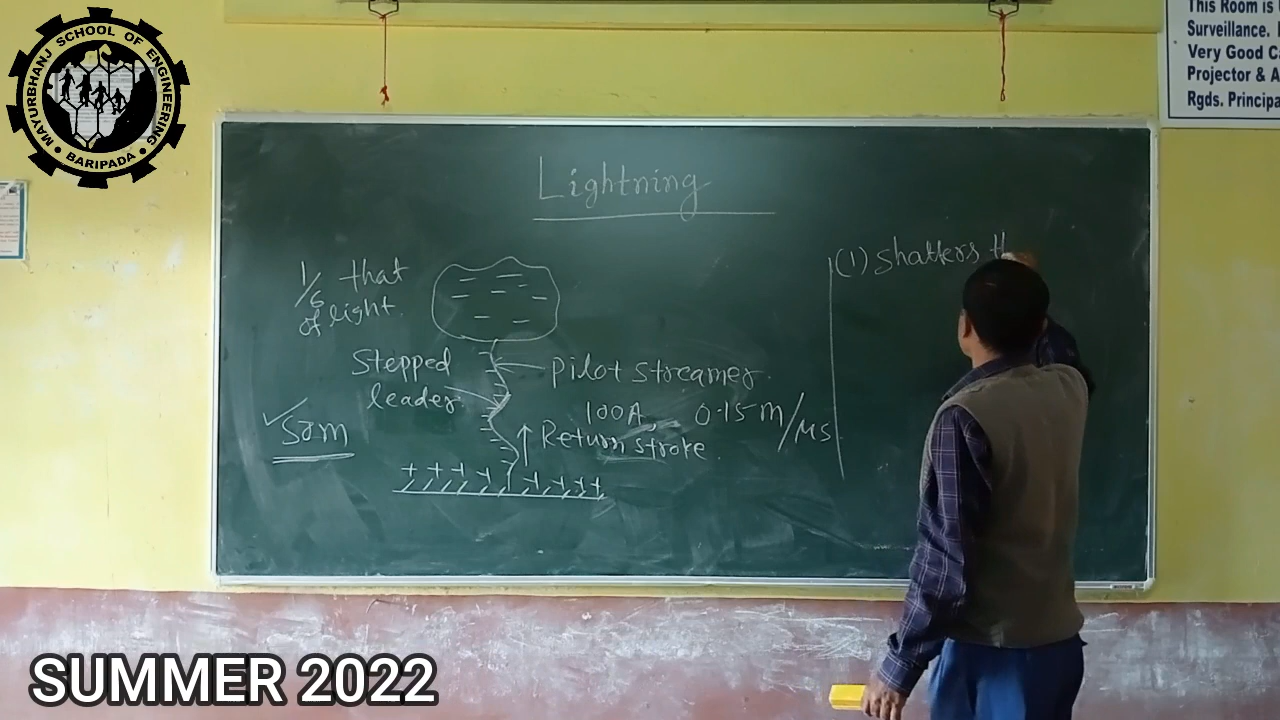 MAYURBHANJ SCHOOL OF ENGINEERING
• BARIPADA •
This Room is
Surveillance.
Very Good C
Projector & A
Rgds. Principa
Lightning
1/6 that
of light.
Stepped
leader.
Pilot streamer.
100A, 0.15 m/μs
Return stroke.
✓50m
+ + + + + + + +
(1) Shatters th
SUMMER 2022